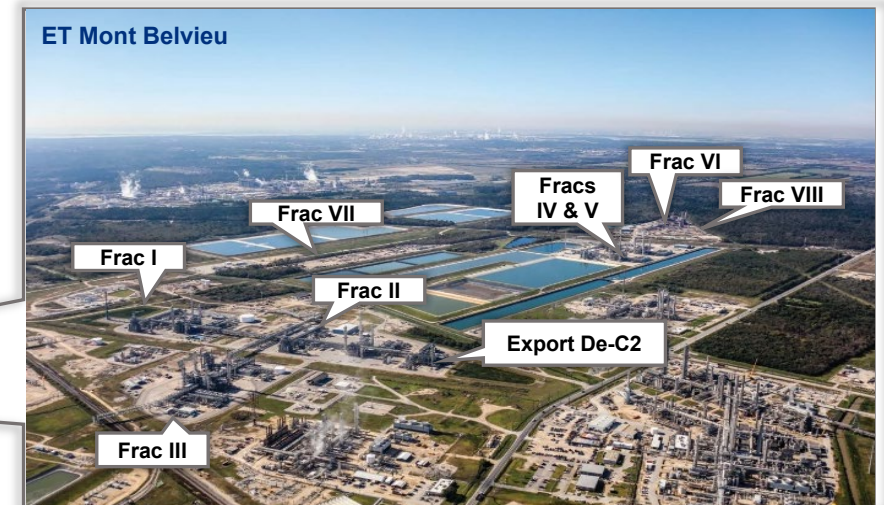 ET Mont Belvieu
Frac VI
Fracs
IV & V
Frac VIII
Frac VII
Frac I
Frac II
Export De-C2
Frac III